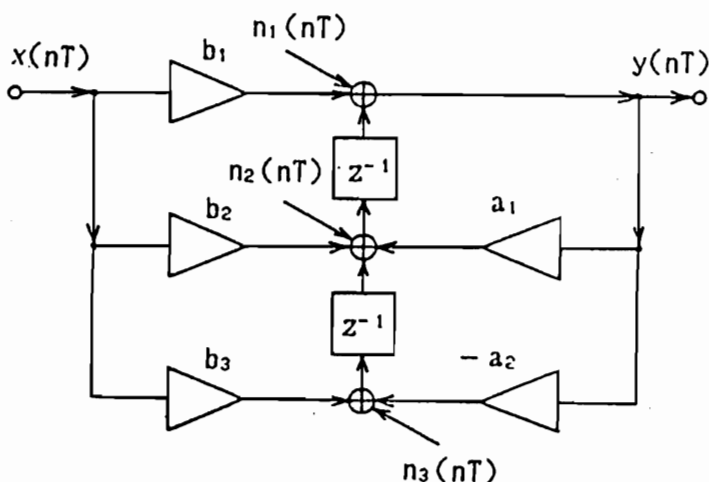 x(nT)
b₁
n₁(nT)
y(nT)
z⁻¹
n₂(nT)
b₂
a₁
z⁻¹
b₃
−a₂
n₃(nT)